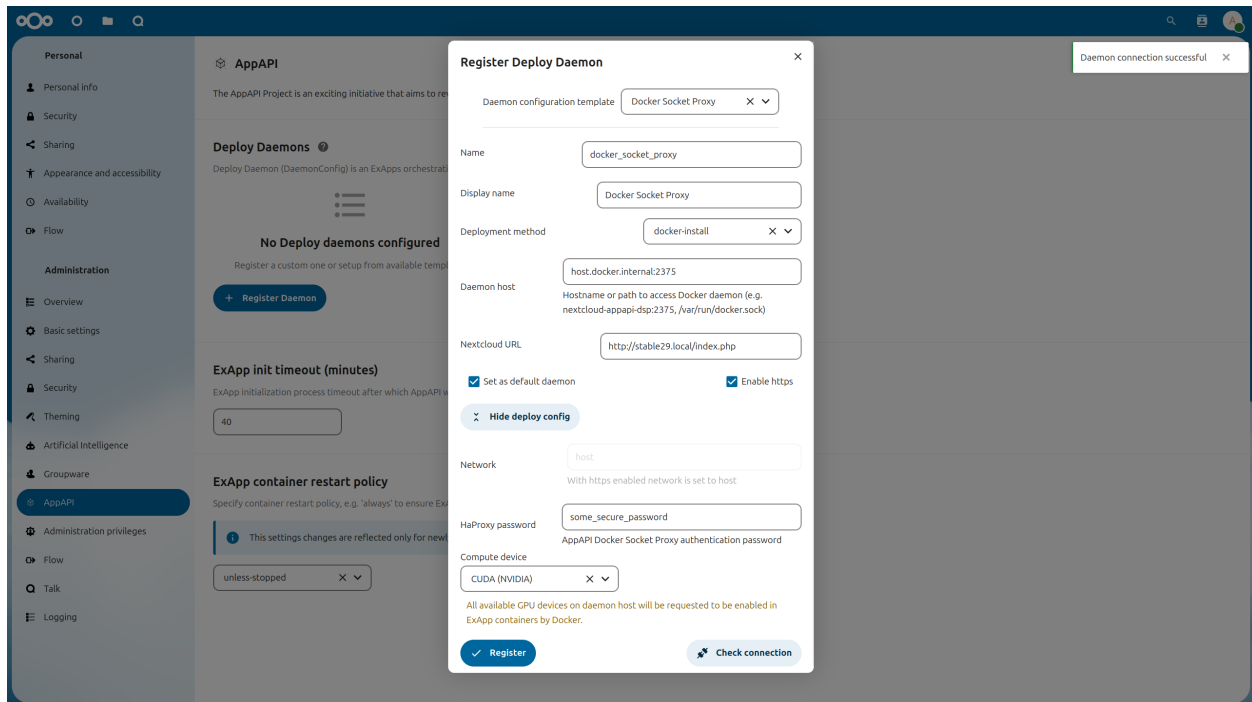 A
Personal
Personal info
Security
Sharing
Appearance and accessibility
Availability
Flow
Administration
Overview
Basic settings
Sharing
Security
Theming
Artificial Intelligence
Groupware
AppAPI
Administration privileges
Flow
Talk
Logging
AppAPI
The AppAPI Project is an exciting initiative that aims to
Deploy Daemons
Deploy Daemon (DaemonConfig) is an ExApps
No Deploy daemons configured
Register a custom one or setup from available
+ Register Daemon
ExApp init timeout (minutes)
ExApp initialization process timeout after which AppAPI
40
ExApp container restart policy
Specify container restart policy, e.g. 'always' to ensure
This settings changes are reflected only for
unless-stopped
Register Deploy Daemon
Daemon configuration template
Docker Socket Proxy
Name
docker_socket_proxy
Display name
Docker Socket Proxy
Deployment method
docker-install
Daemon host
host.docker.internal:2375
Hostname or path to access Docker daemon (e.g.
nextcloud-appapi-dsp:2375, /var/run/docker.sock)
Nextcloud URL
http://stable29.local/index.php
Set as default daemon
Enable https
Hide deploy config
Network
host
With https enabled network is set to host
HaProxy password
some_secure_password
AppAPI Docker Socket Proxy authentication password
Compute device
CUDA (NVIDIA)
All available GPU devices on daemon host will be requested to be enabled in
ExApp containers by Docker.
Register
Check connection
Daemon connection successful